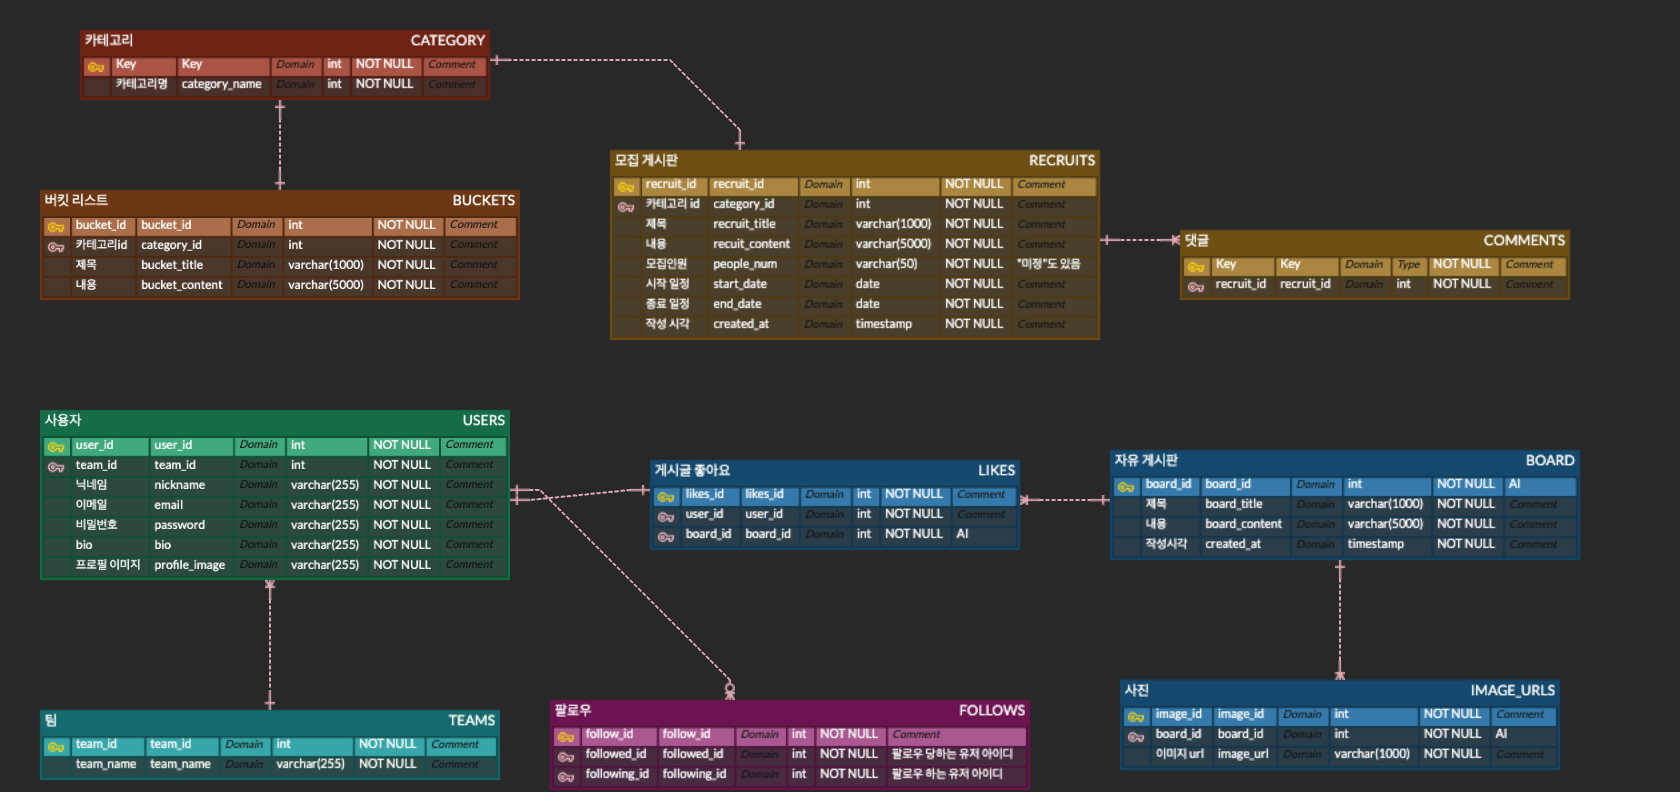 카테고리 CATEGORY
Key Key Domain int NOT NULL Comment
카테고리명 category_name Domain int NOT NULL Comment
버킷 리스트 BUCKETS
bucket_id bucket_id Domain int NOT NULL Comment
카테고리id category_id Domain int NOT NULL Comment
제목 bucket_title Domain varchar(1000) NOT NULL Comment
내용 bucket_content Domain varchar(5000) NOT NULL Comment
모집 게시판 RECRUITS
recruit_id recruit_id Domain int NOT NULL Comment
카테고리 id category_id Domain int NOT NULL Comment
제목 recruit_title Domain varchar(1000) NOT NULL Comment
내용 recuit_content Domain varchar(5000) NOT NULL Comment
모집인원 people_num Domain varchar(50) NOT NULL "미정"도 있음
시작 일정 start_date Domain date NOT NULL Comment
종료 일정 end_date Domain date NOT NULL Comment
작성 시각 created_at Domain timestamp NOT NULL Comment
댓글 COMMENTS
Key Key Domain Type NOT NULL Comment
recruit_id recruit_id Domain int NOT NULL Comment
사용자 USERS
user_id user_id Domain int NOT NULL Comment
team_id team_id Domain int NOT NULL Comment
닉네임 nickname Domain varchar(255) NOT NULL Comment
이메일 email Domain varchar(255) NOT NULL Comment
비밀번호 password Domain varchar(255) NOT NULL Comment
bio bio Domain varchar(255) NOT NULL Comment
프로필 이미지 profile_image Domain varchar(255) NOT NULL Comment
게시글 좋아요 LIKES
likes_id likes_id Domain int NOT NULL Comment
user_id user_id Domain int NOT NULL Comment
board_id board_id Domain int NOT NULL AI
자유 게시판 BOARD
board_id board_id Domain int NOT NULL AI
제목 board_title Domain varchar(1000) NOT NULL Comment
내용 board_content Domain varchar(5000) NOT NULL Comment
작성시각 created_at Domain timestamp NOT NULL Comment
팀 TEAMS
team_id team_id Domain int NOT NULL Comment
team_name team_name Domain varchar(255) NOT NULL Comment
팔로우 FOLLOWS
follow_id follow_id Domain int NOT NULL Comment
followed_id followed_id Domain int NOT NULL 팔로우 당하는 유저 아이디
following_id following_id Domain int NOT NULL 팔로우 하는 유저 아이디
사진 IMAGE_URLS
image_id image_id Domain int NOT NULL Comment
board_id board_id Domain int NOT NULL AI
이미지 url image_url Domain varchar(1000) NOT NULL Comment